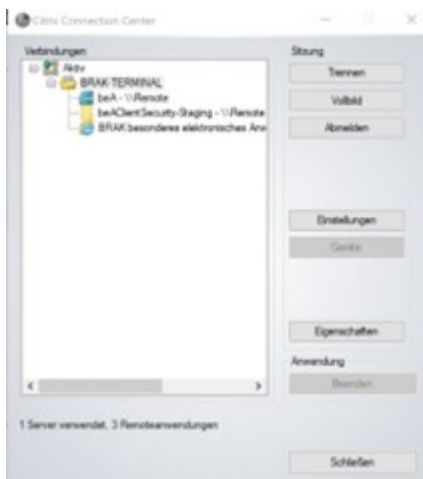 Citrix Connection Center
Verbindungen
Aktiv
BRAK-TERMINAL
beA - \\Remote
beAClientSecurity-Staging - \\Remote
BRAK besonderes elektronisches Anw
Sitzung
Trennen
Vollbild
Abmelden
Einstellungen
Geräte
Eigenschaften
Anwendung
Beenden
1 Server verwendet, 3 Remoteanwendungen
Schließen